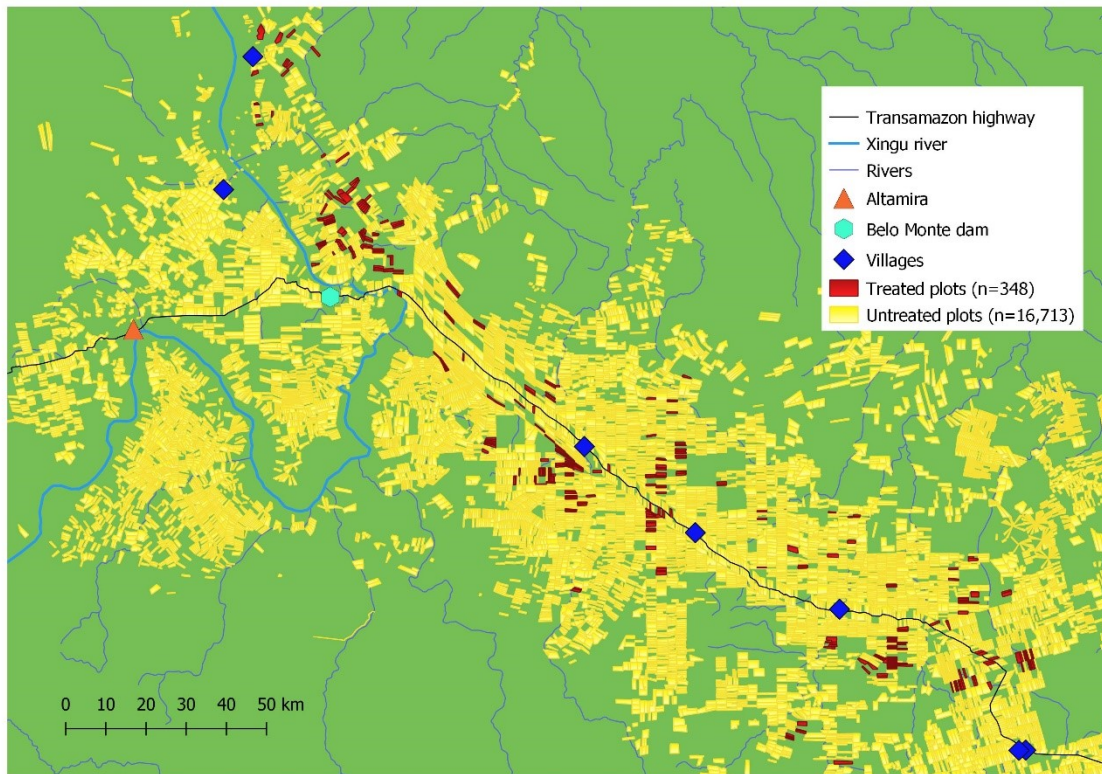 Transamazon highway
Xingu river
Rivers
Altamira
Belo Monte dam
Villages
Treated plots (n=348)
Untreated plots (n=16,713)
0 10 20 30 40 50 km